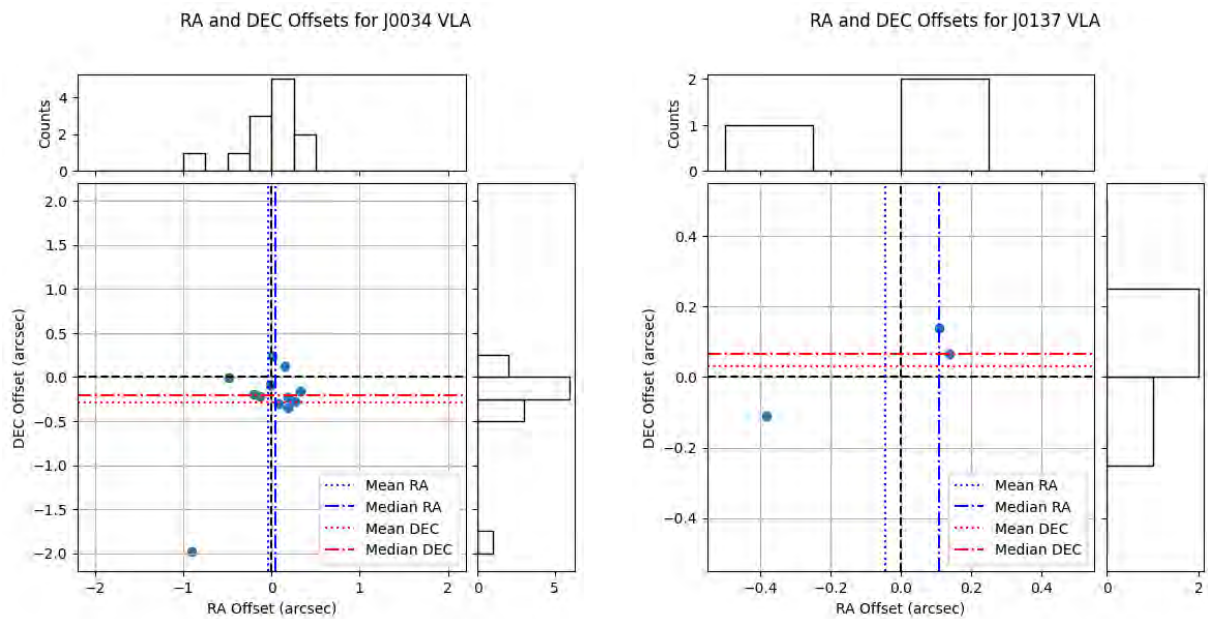 RA and DEC Offsets for J0034 VLA
4
2
0
Counts
2.0
1.5
1.0
0.5
0.0
−0.5
−1.0
−1.5
−2.0
DEC Offset (arcsec)
Mean RA
Median RA
Mean DEC
Median DEC
−2
−1
0
1
2
RA Offset (arcsec)
0
5
RA and DEC Offsets for J0137 VLA
2
1
0
Counts
0.4
0.2
0.0
−0.2
−0.4
DEC Offset (arcsec)
Mean RA
Median RA
Mean DEC
Median DEC
−0.4
−0.2
0.0
0.2
0.4
RA Offset (arcsec)
0
2